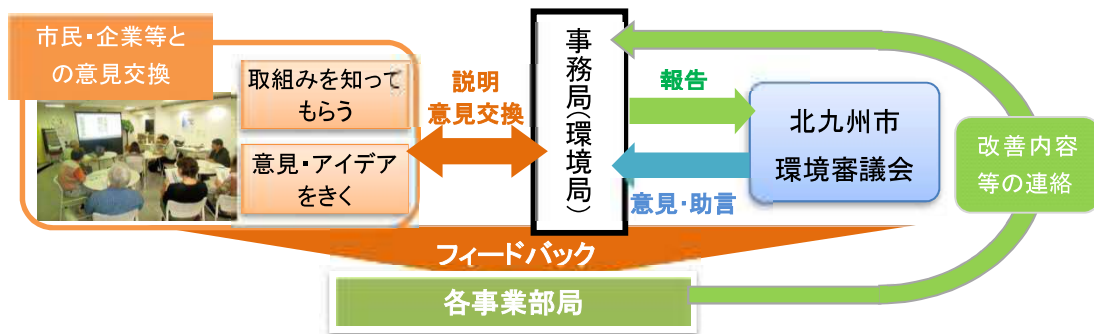 市民・企業等と
の意見交換
取組みを知って
もらう
意見・アイデア
をきく
説明
意見交換
事務局（環境局）
報告
意見・助言
北九州市
環境審議会
改善内容
等の連絡
フィードバック
各事業部局